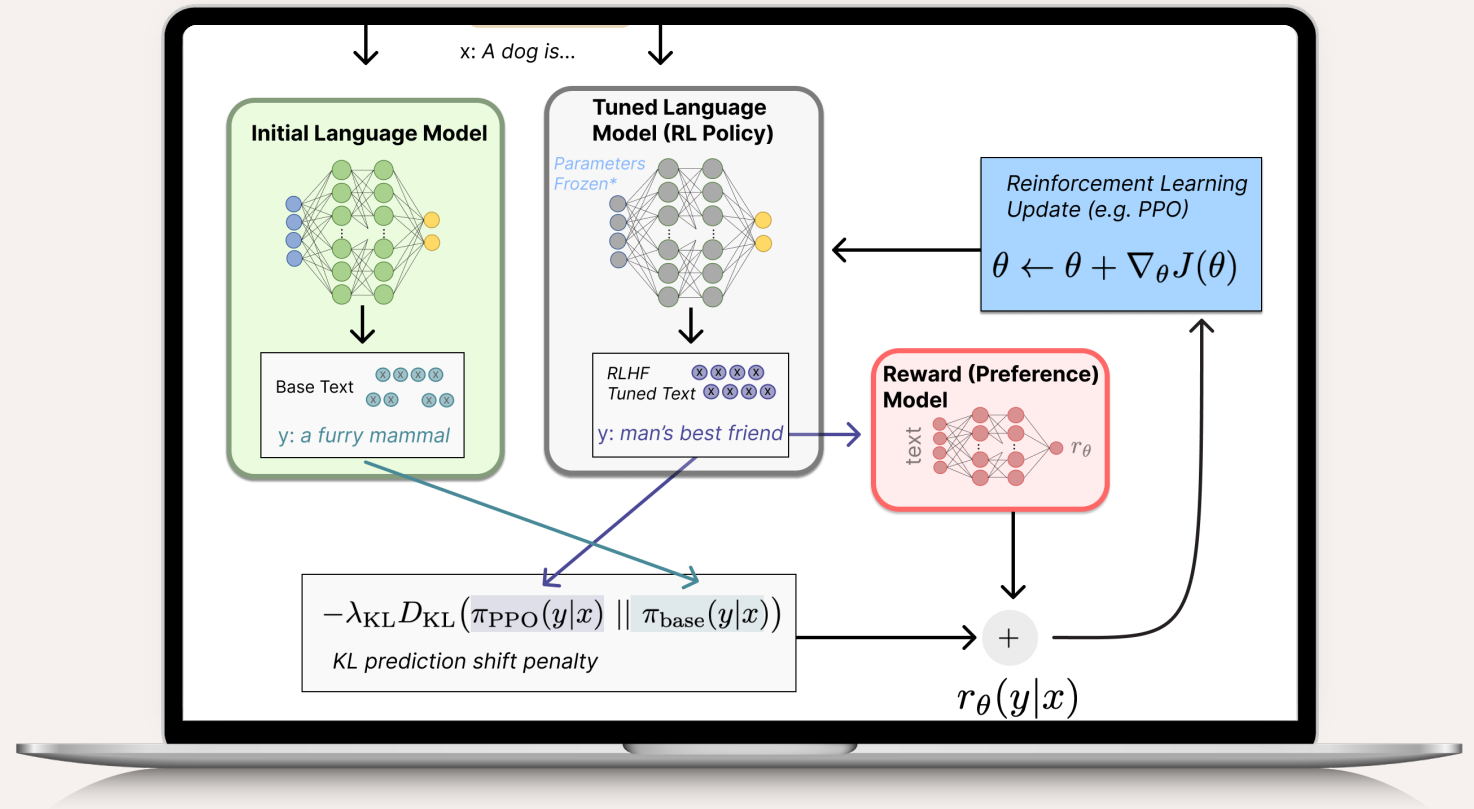 x: A dog is...
Initial Language Model
Tuned Language
Model (RL Policy)
Parameters
Frozen*
Reinforcement Learning
Update (e.g. PPO)
θ ← θ + ∇θJ(θ)
Base Text
x x x x
x x x x
y: a furry mammal
RLHF
Tuned Text
x x x x
x x x x
y: man's best friend
Reward (Preference)
Model
text
rθ
−λKL DKL(πPPO(y|x) || πbase(y|x))
KL prediction shift penalty
+
rθ(y|x)